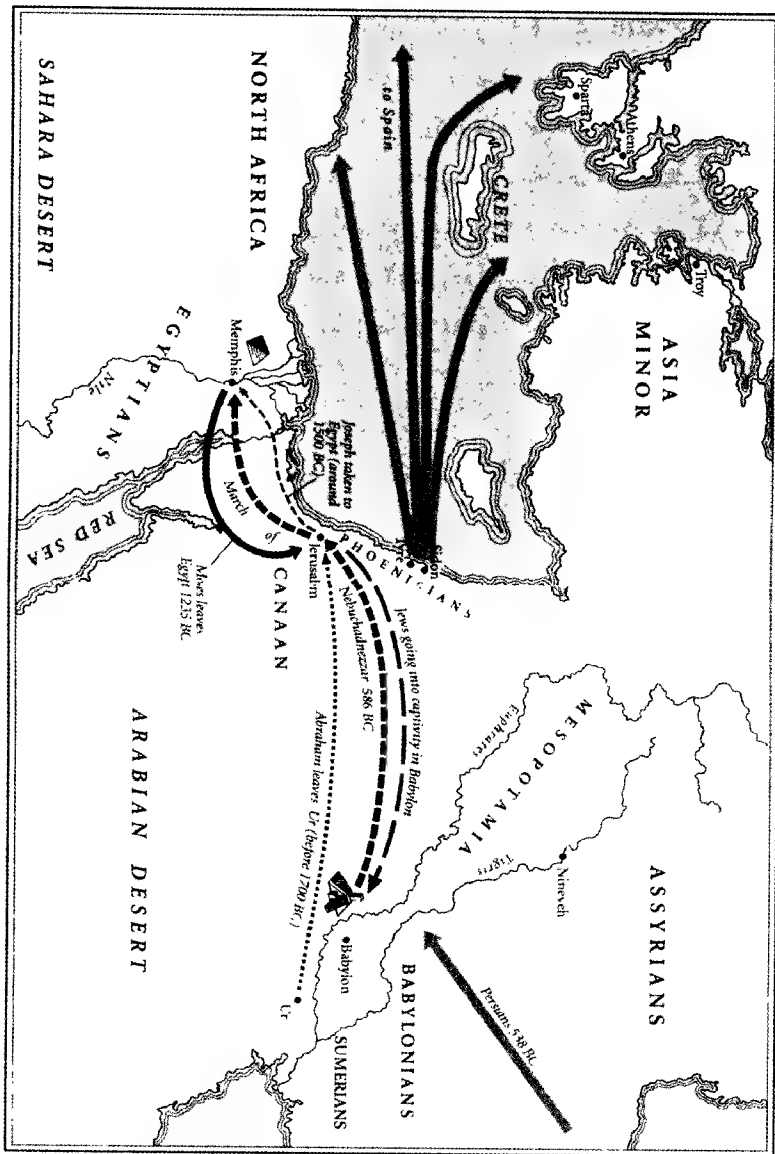 to Spain
Sparta
Athens
CRETE
Troy
ASIA
MINOR
NORTH AFRICA
SAHARA DESERT
EGYPTIANS
Memphis
Nile
RED SEA
Joseph taken to
Egypt (around
1500 BC)
March of
Nebuchadnezzar 586 BC
Moses leaves
Egypt 1235 BC
CANAAN
Jerusalem
PHOENICIANS
Jews going into captivity in Babylon
Abraham leaves Ur (before 1700 BC)
ARABIAN DESERT
MESOPOTAMIA
Euphrates
Tigris
Nineveh
ASSYRIANS
Persians 538 BC
BABYLONIANS
Babylon
SUMERIANS
Ur